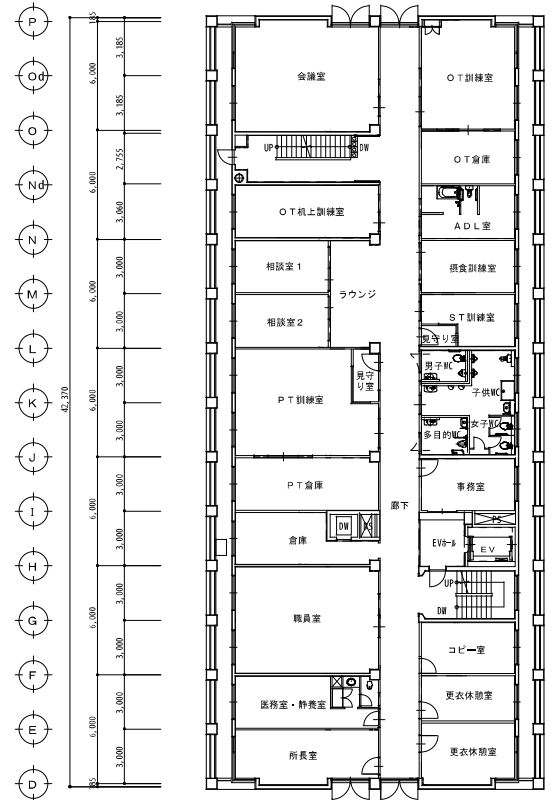 P
Od
O
Nd
N
M
L
K
J
I
H
G
F
E
D
185
6,000
6,000
6,000
6,000
6,000
6,000
6,000
185
42,370
3,185
3,185
2,755
3,060
3,000
3,000
3,000
3,000
3,000
3,000
3,000
3,000
3,000
3,000
会議室
OT訓練室
UP
DW
OT倉庫
OT机上訓練室
ADL室
相談室1
摂食訓練室
ラウンジ
相談室2
ST訓練室
見守り室
男子WC
見守
り室
子供WC
PT訓練室
女子WC
多目的WC
PT倉庫
事務室
廊下
PS
DW
倉庫
EVホール
EV
UP
職員室
DW
コピー室
医務室・静養室
更衣休憩室
所長室
更衣休憩室